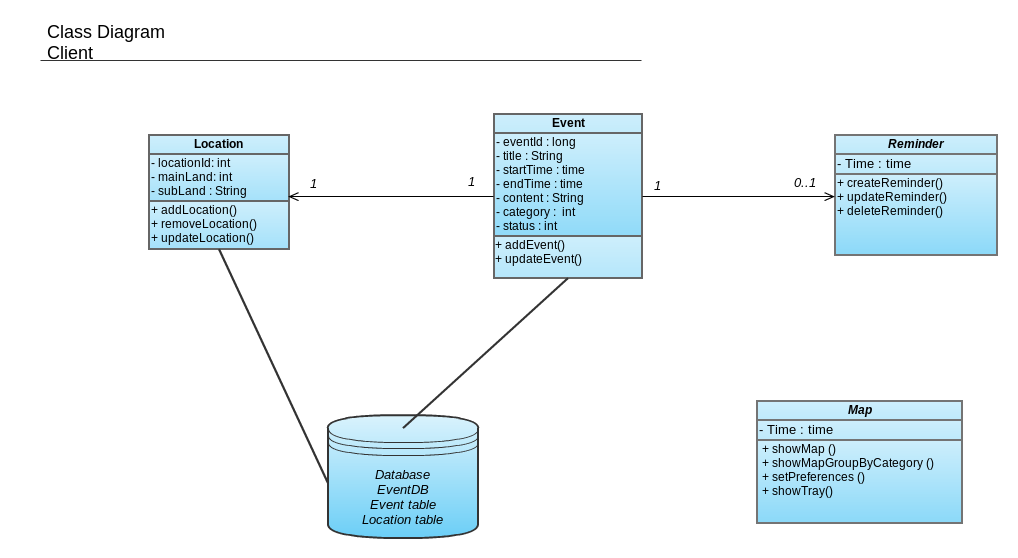 Class Diagram
Client
Location
- locationId: int
- mainLand: int
- subLand : String
+ addLocation()
+ removeLocation()
+ updateLocation()
1
1
Event
- eventId : long
- title : String
- startTime : time
- endTime : time
- content : String
- category :  int
- status : int
+ addEvent()
+ updateEvent()
1
0..1
Reminder
- Time : time
+ createReminder()
+ updateReminder()
+ deleteReminder()
Database
EventDB
Event table
Location table
Map
- Time : time
+ showMap ()
+ showMapGroupByCategory ()
+ setPreferences ()
+ showTray()